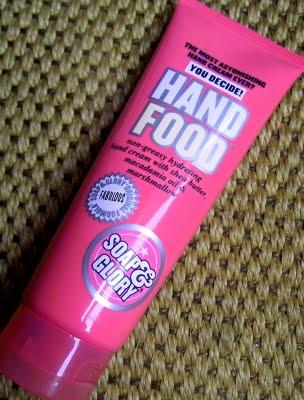 THE MOST ASTONISHING
HAND CREAM EVER?
YOU DECIDE!
HAND
FOOD
non-greasy hydrating
hand cream with shea butter,
macadamia oil &
marshmallow
FABULOUS
SOAP &
GLORY